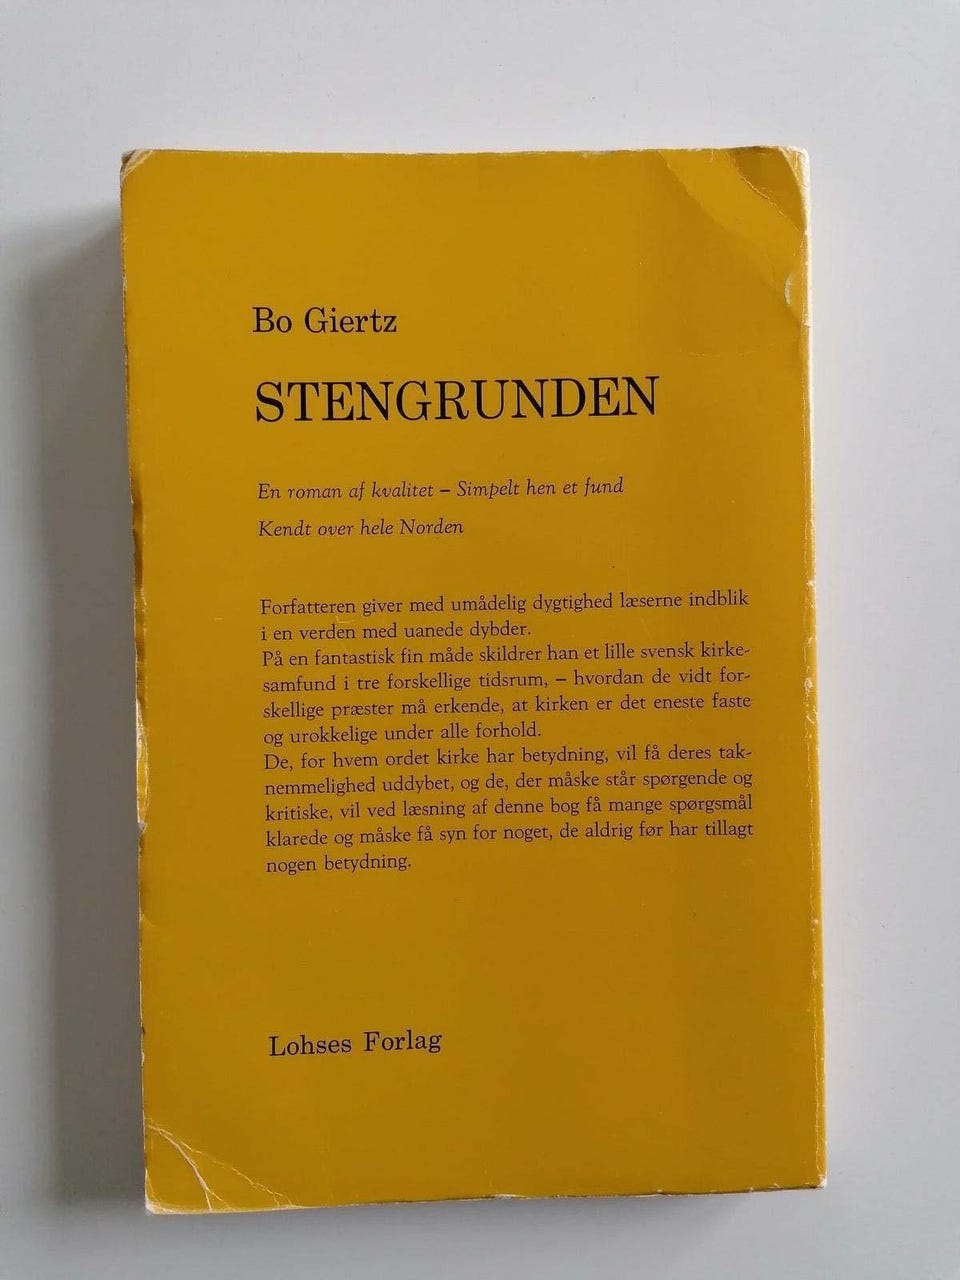 Bo Giertz
STENGRUNDEN
En roman af kvalitet – Simpelt hen et fund
Kendt over hele Norden
Forfatteren giver med umådelig dygtighed læserne indblik
i en verden med uanede dybder.
På en fantastisk fin måde skildrer han et lille svensk kirke-
samfund i tre forskellige tidsrum, – hvordan de vidt for-
skellige præster må erkende, at kirken er det eneste faste
og urokkelige under alle forhold.
De, for hvem ordet kirke har betydning, vil få deres tak-
nemmelighed uddybet, og de, der måske står spørgende og
kritiske, vil ved læsning af denne bog få mange spørgsmål
klarede og måske få syn for noget, de aldrig før har tillagt
nogen betydning.
Lohses Forlag